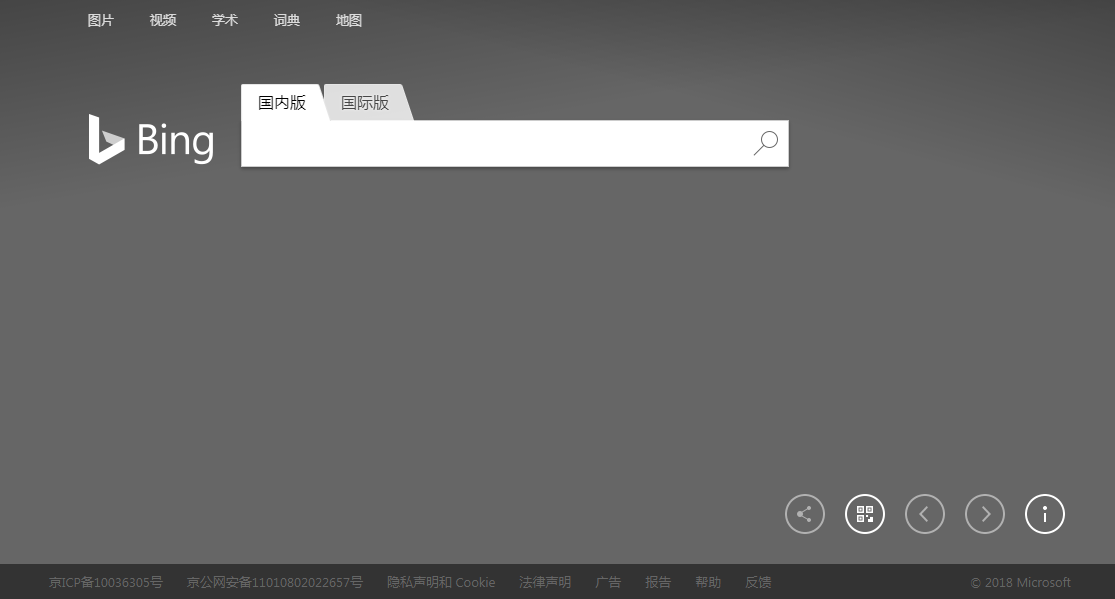 图片 视频 学术 词典 地图
国内版 国际版
Bing
京ICP备10036305号 京公网安备11010802022657号 隐私声明和 Cookie 法律声明 广告 报告 帮助 反馈 © 2018 Microsoft